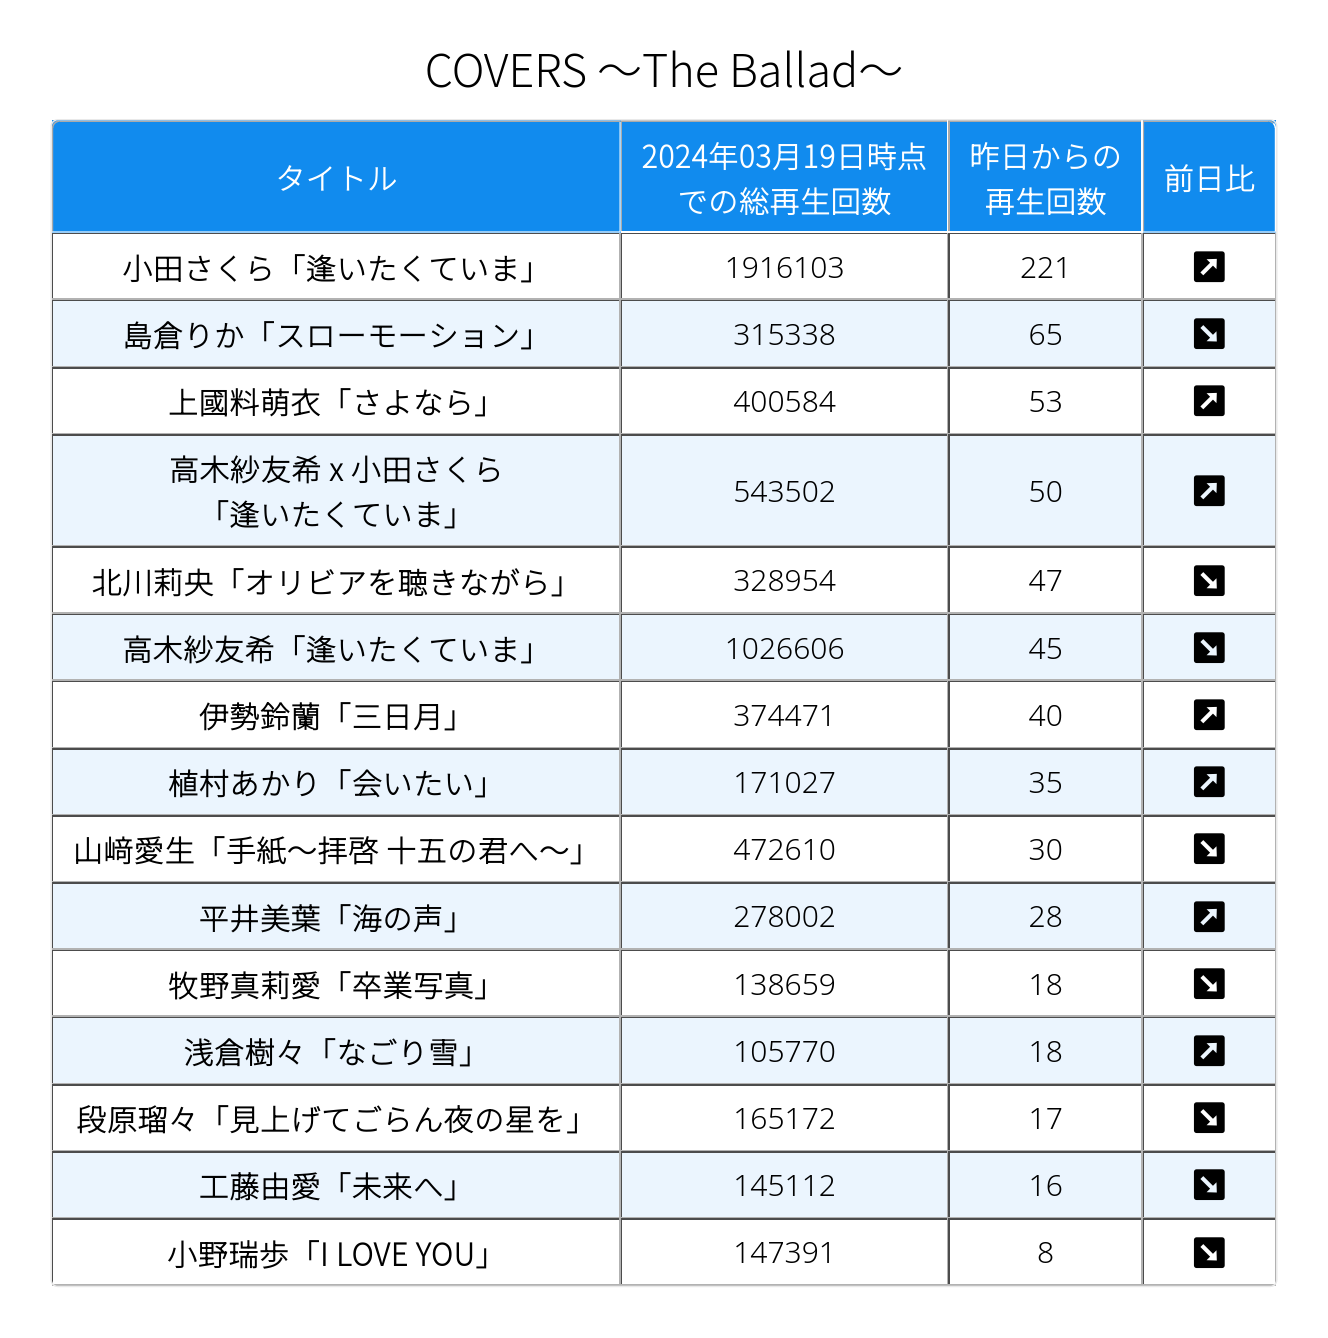 COVERS ～The Ballad～
タイトル 2024年03月19日時点での総再生回数 昨日からの再生回数 前日比
小田さくら「逢いたくていま」 1916103 221 ↗
島倉りか「スローモーション」 315338 65 ↘
上國料萌衣「さよなら」 400584 53 ↗
高木紗友希 x 小田さくら
「逢いたくていま」 543502 50 ↗
北川莉央「オリビアを聴きながら」 328954 47 ↘
高木紗友希「逢いたくていま」 1026606 45 ↘
伊勢鈴蘭「三日月」 374471 40 ↗
植村あかり「会いたい」 171027 35 ↗
山﨑愛生「手紙～拝啓 十五の君へ～」 472610 30 ↘
平井美葉「海の声」 278002 28 ↗
牧野真莉愛「卒業写真」 138659 18 ↘
浅倉樹々「なごり雪」 105770 18 ↗
段原瑠々「見上げてごらん夜の星を」 165172 17 ↘
工藤由愛「未来へ」 145112 16 ↘
小野瑞歩「I LOVE YOU」 147391 8 ↘